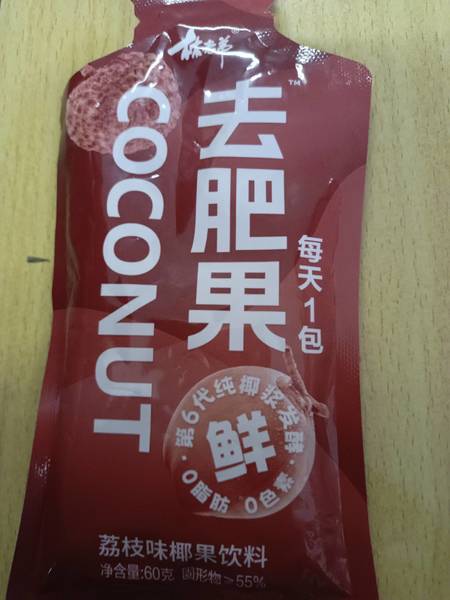 去肥果™
COCONUT
每天1包
第6代纯椰浆发酵
鲜
0脂肪 0色素
荔枝味椰果饮料
净含量:60克 固形物≥55%